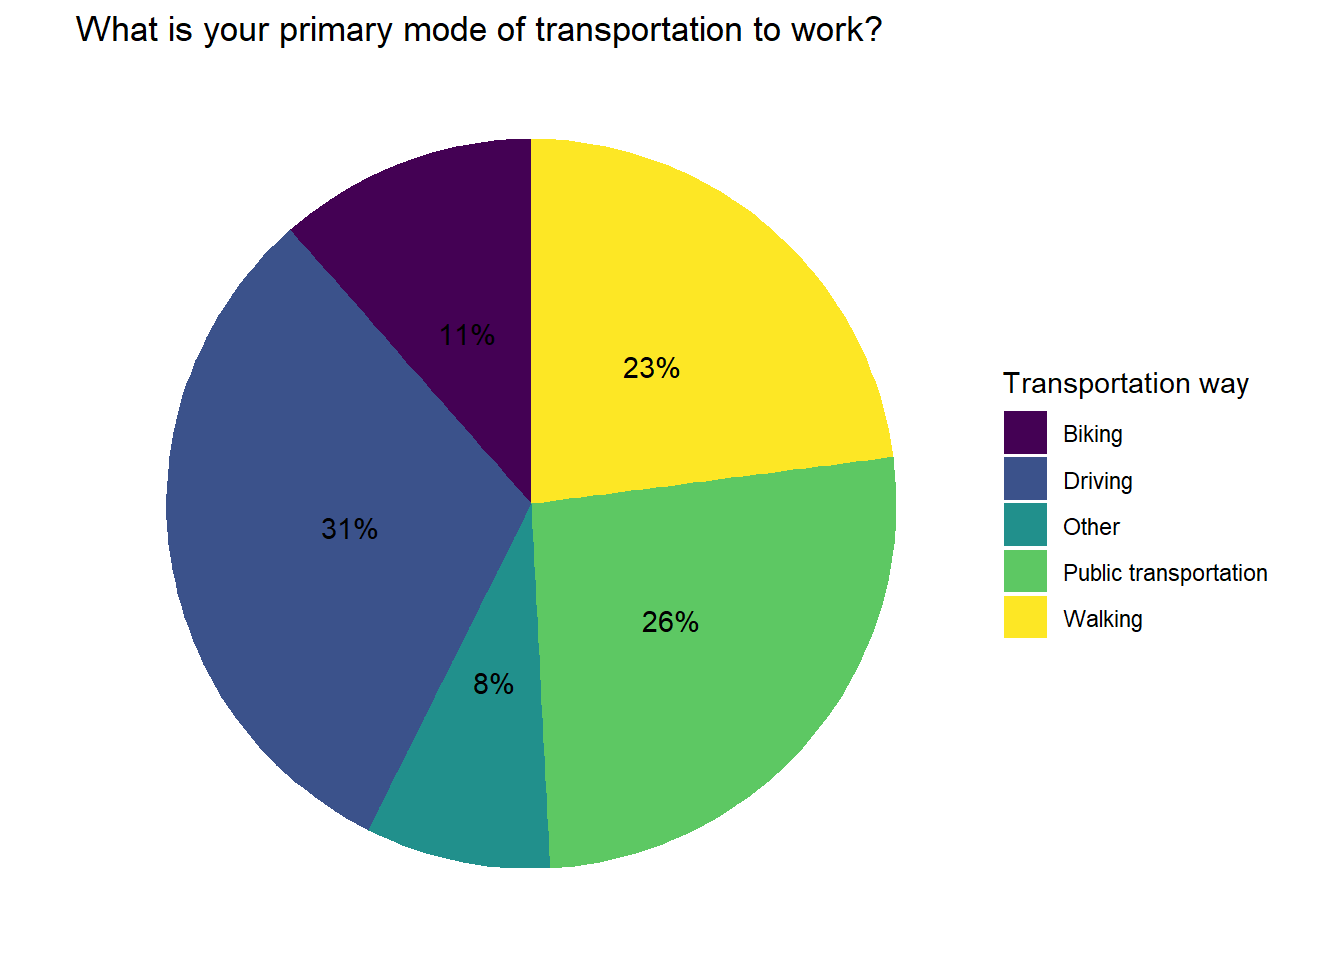 What is your primary mode of transportation to work?
11%
23%
31%
26%
8%
Transportation way
Biking
Driving
Other
Public transportation
Walking